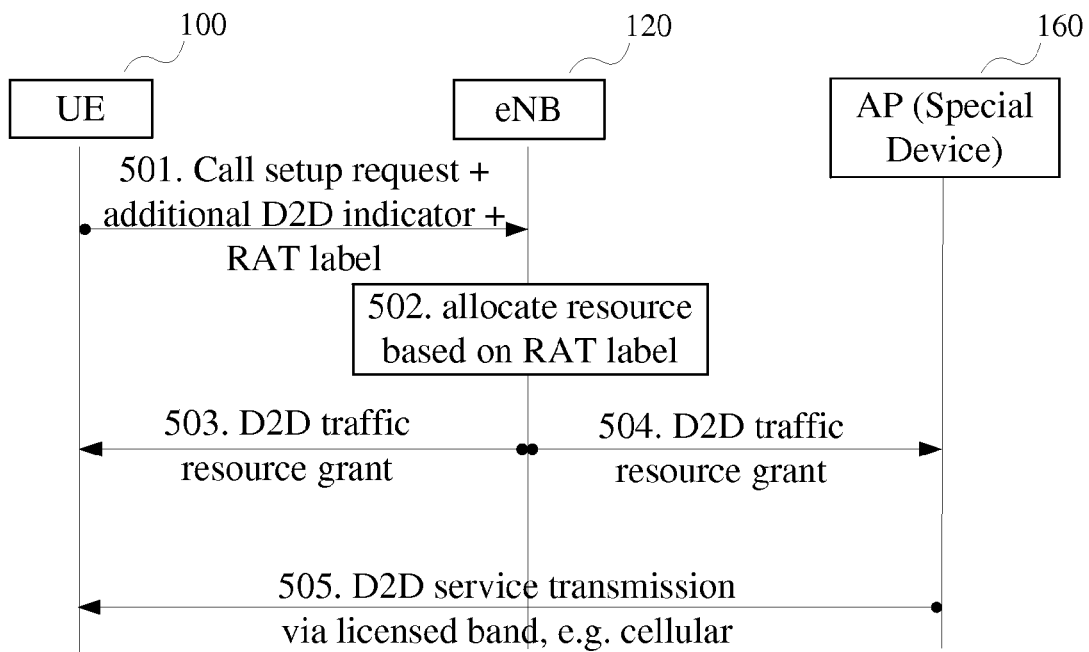 100
120
160
UE
eNB
AP (Special
Device)
501. Call setup request +
additional D2D indicator +
RAT label
502. allocate resource
based on RAT label
503. D2D traffic
resource grant
504. D2D traffic
resource grant
505. D2D service transmission
via licensed band, e.g. cellular